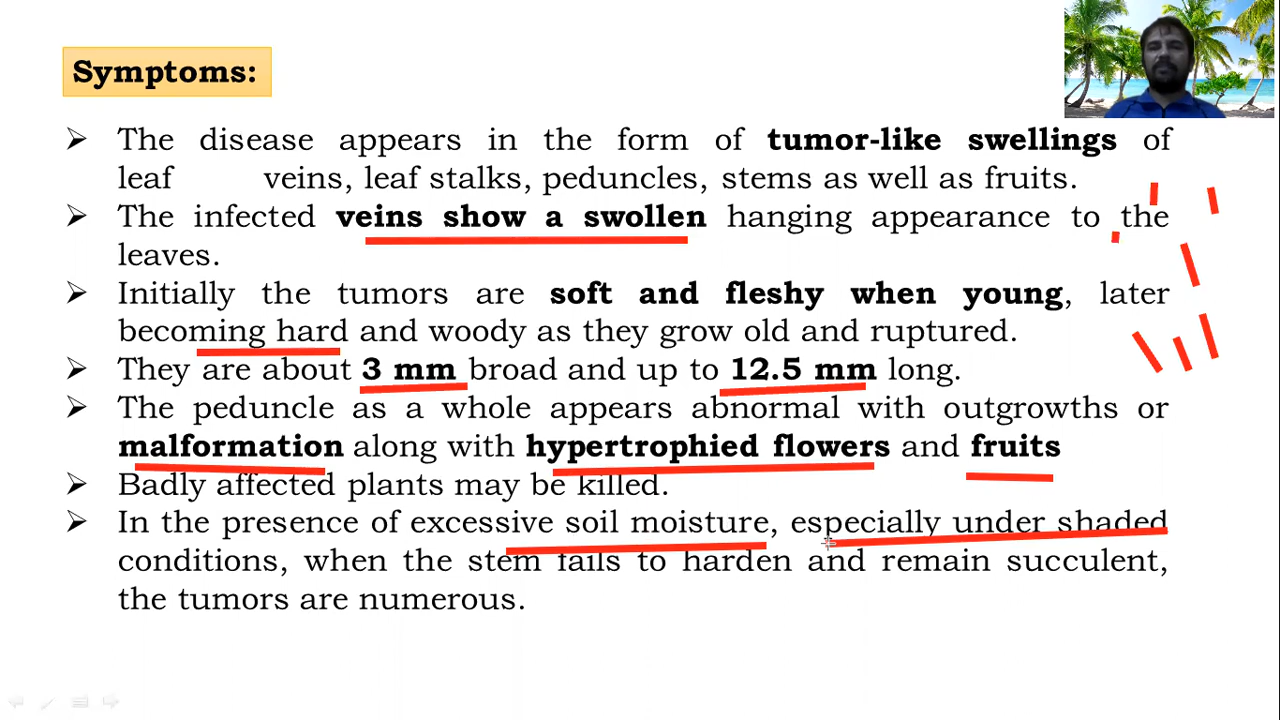 Symptoms:
➢ The disease appears in the form of tumor-like swellings of
leaf veins, leaf stalks, peduncles, stems as well as fruits.
➢ The infected veins show a swollen hanging appearance to the
leaves.
➢ Initially the tumors are soft and fleshy when young, later
becoming hard and woody as they grow old and ruptured.
➢ They are about 3 mm broad and up to 12.5 mm long.
➢ The peduncle as a whole appears abnormal with outgrowths or
malformation along with hypertrophied flowers and fruits
➢ Badly affected plants may be killed.
➢ In the presence of excessive soil moisture, especially under shaded
conditions, when the stem fails to harden and remain succulent,
the tumors are numerous.